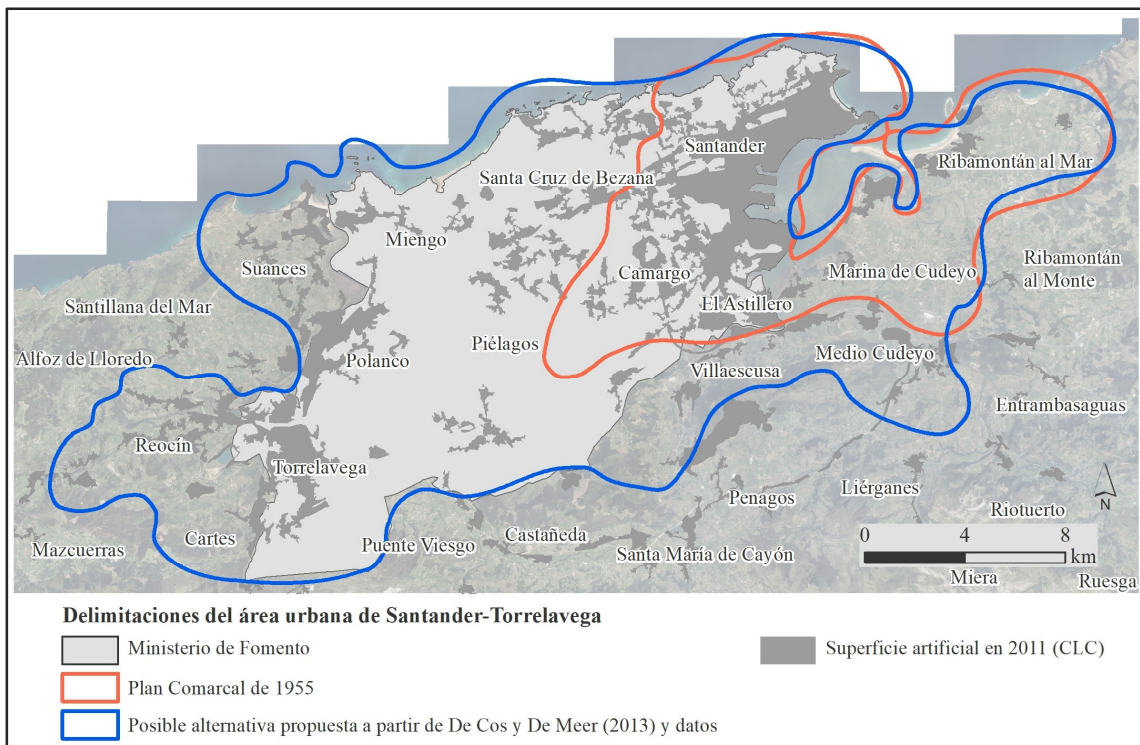 Santander
Ribamontán al Mar
Santa Cruz de Bezana
Miengo
Suances
Camargo
Marina de Cudeyo
Ribamontán
al Monte
Santillana del Mar
El Astillero
Alfoz de Lloredo
Polanco
Piélagos
Medio Cudeyo
Villaescusa
Entrambasaguas
Reocín
Torrelavega
Penagos
Liérganes
N
Riotuerto
Mazcuerras
Cartes
Puente Viesgo
Castañeda
Santa María de Cayón
0 4 8
km
Miera
Ruesga
Delimitaciones del área urbana de Santander-Torrelavega
Ministerio de Fomento
Superficie artificial en 2011 (CLC)
Plan Comarcal de 1955
Posible alternativa propuesta a partir de De Cos y De Meer (2013) y datos